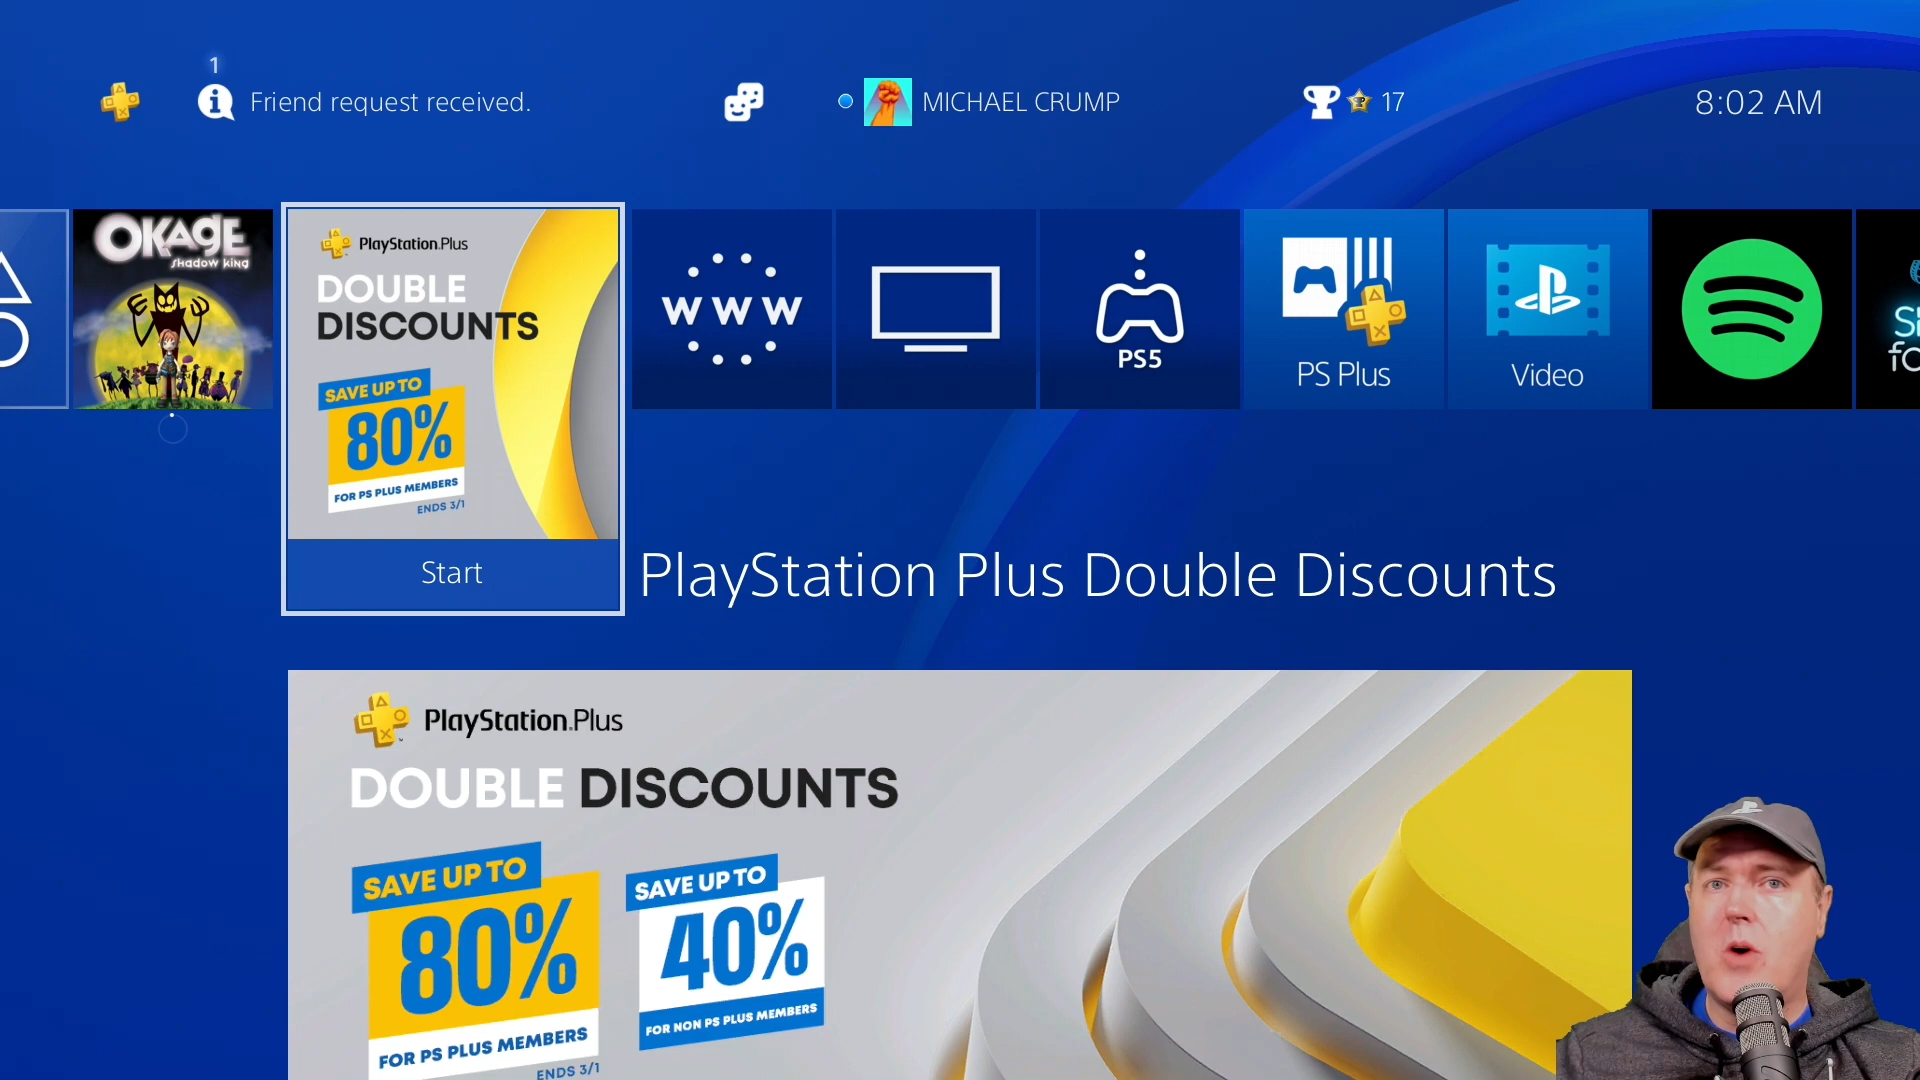 1
Friend request received.
MICHAEL CRUMP
17
8:02 AM
OKAGE
Shadow King
PlayStation.Plus
DOUBLE
DISCOUNTS
SAVE UP TO
80%
FOR PS PLUS MEMBERS
ENDS 3/1
Start
WWW
PS5
PS Plus
Video
PlayStation Plus Double Discounts
PlayStation.Plus
DOUBLE DISCOUNTS
SAVE UP TO
80%
FOR PS PLUS MEMBERS
ENDS 3/1
SAVE UP TO
40%
FOR NON PS PLUS MEMBERS